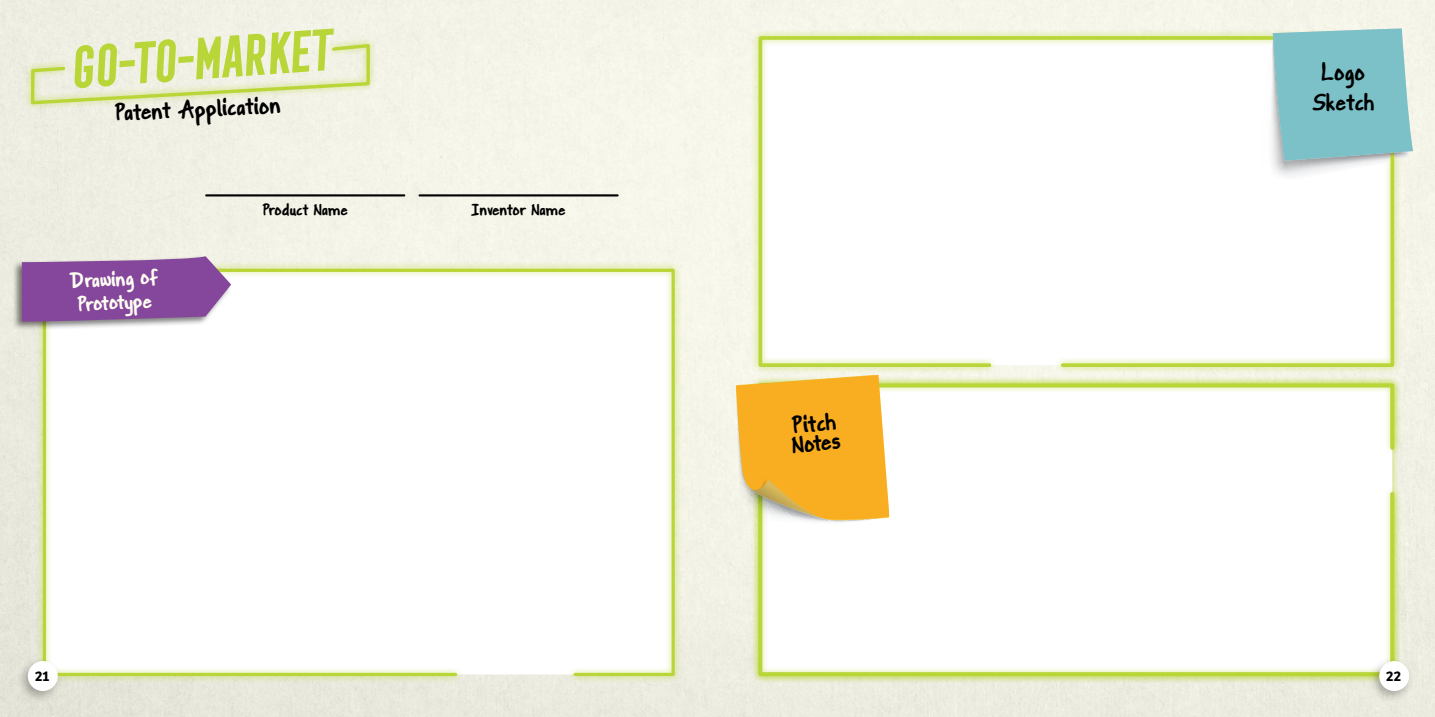 GO-TO-MARKET
Patent Application
Product Name
Inventor Name
Drawing of
Prototype
21
Logo
Sketch
Pitch
Notes
22